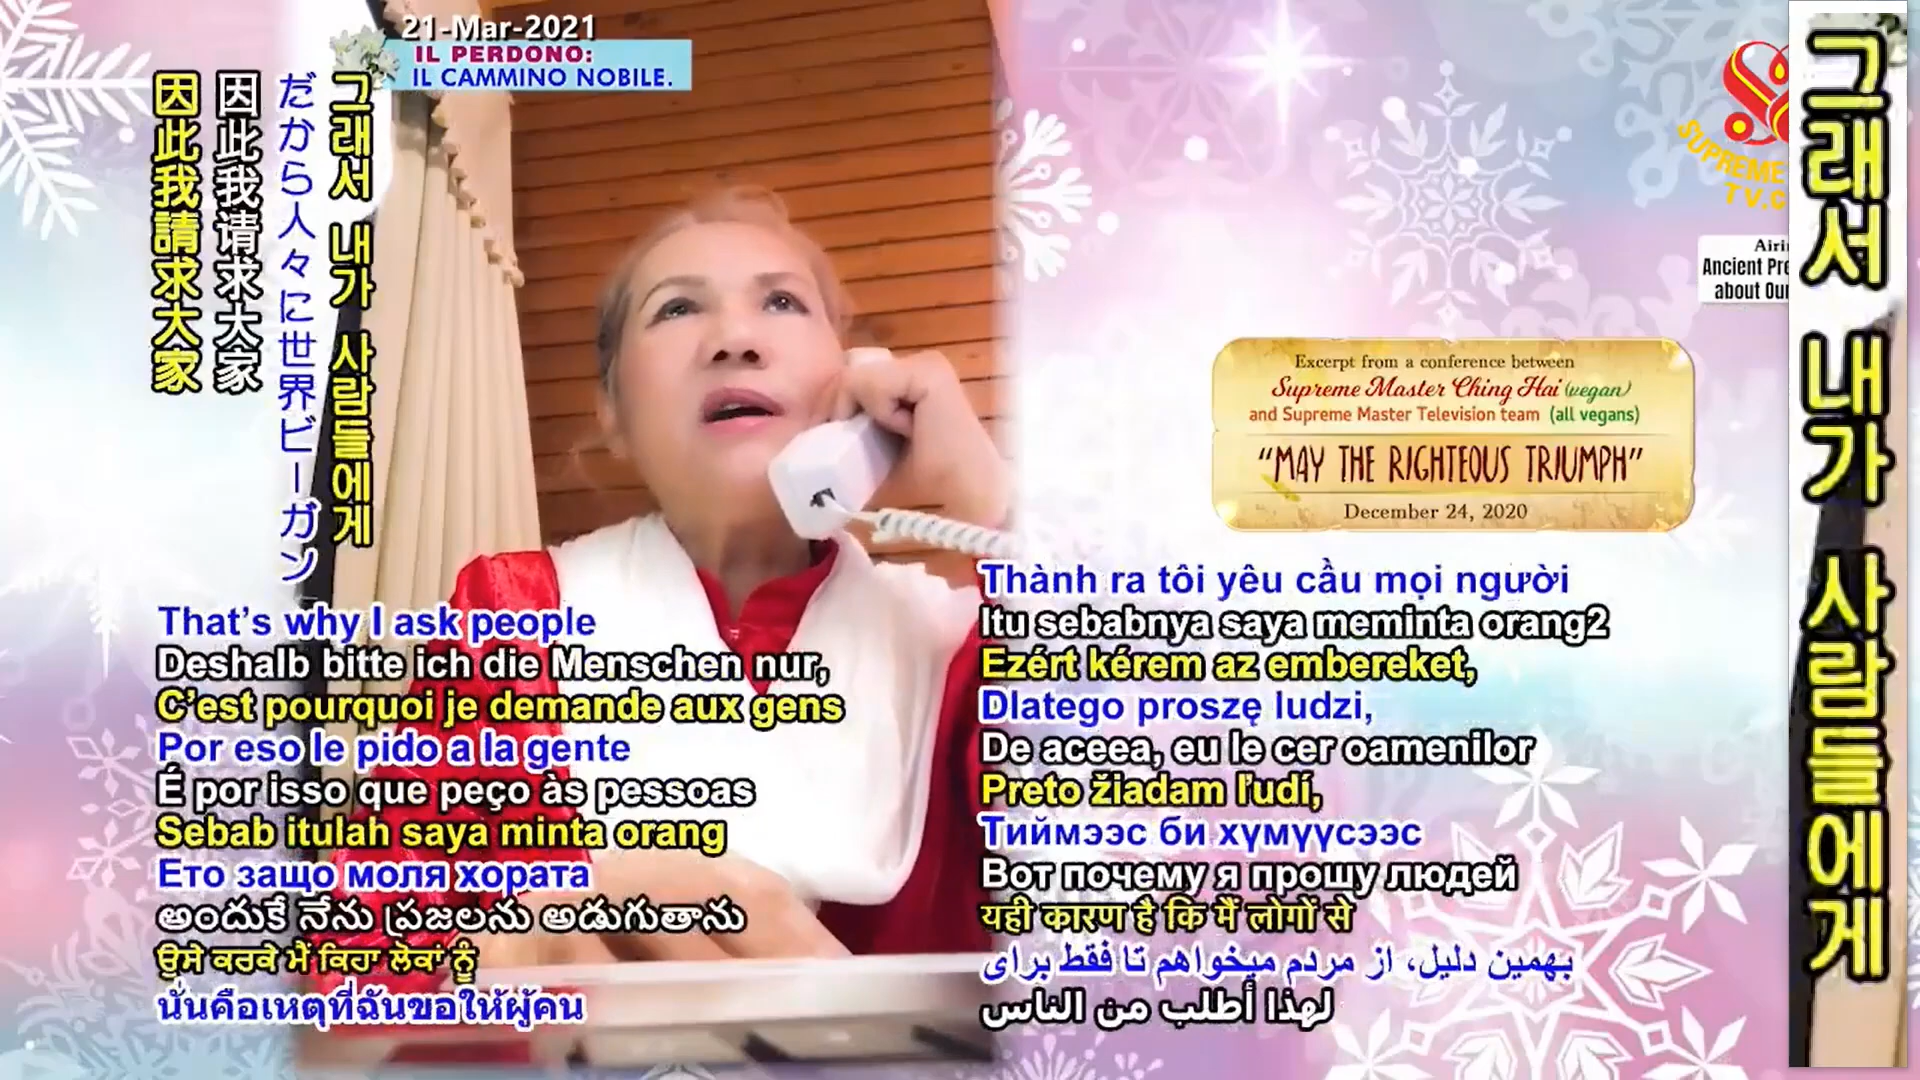 21-Mar-2021
IL PERDONO:
IL CAMMINO NOBILE.
因此我請求大家
因此我请求大家
だから人々に世界ビーガン
그래서 내가 사람들에게
SUPREME
TV.C
Airin
Ancient Pre
about Our
Excerpt from a conference between
Supreme Master Ching Hai (vegan)
and Supreme Master Television team (all vegans)
“MAY THE RIGHTEOUS TRIUMPH”
December 24, 2020
That’s why I ask people
Deshalb bitte ich die Menschen nur,
C’est pourquoi je demande aux gens
Por eso le pido a la gente
É por isso que peço às pessoas
Sebab itulah saya minta orang
Ето защо моля хората
అందుకే నేను ప్రజలను అడుగుతాను
ਉਸੇ ਕਰਕੇ ਮੈਂ ਕਿਹਾ ਲੋਕਾਂ ਨੂੰ
นั่นคือเหตุที่ฉันขอให้ผู้คน
Thành ra tôi yêu cầu mọi người
Itu sebabnya saya meminta orang2
Ezért kérem az embereket,
Dlatego proszę ludzi,
De aceea, eu le cer oamenilor
Preto žiadam ľudí,
Тиймээс би хүмүүсээс
Вот почему я прошу людей
यही कारण है कि मैं लोगों से
بهمین دلیل، از مردم میخواهم تا فقط برای
لهذا أطلب من الناس
그래서 내가 사람들에게